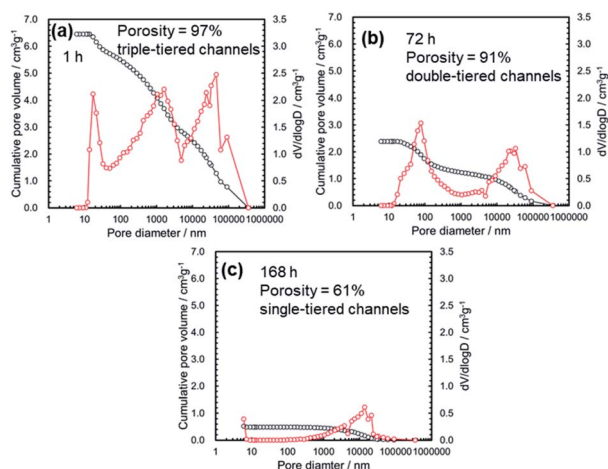 (a)
Porosity = 97%
triple-tiered channels
1 h
7.0
6.0
5.0
4.0
3.0
2.0
1.0
0.0
3.5
3.0
2.5
2.0
1.5
1.0
0.5
0.0
Cumulative pore volume / cm³g⁻¹
dV/dlogD / cm³g⁻¹
1 10 100 1000 10000 100000 1000000
Pore diameter / nm
(b)
72 h
Porosity = 91%
double-tiered channels
7.0
6.0
5.0
4.0
3.0
2.0
1.0
0.0
3.5
3.0
2.5
2.0
1.5
1.0
0.5
0.0
Cumulative pore volume / cm³g⁻¹
dV/dlogD / cm³g⁻¹
1 10 100 1000 10000 100000 1000000
Pore diameter / nm
(c)
168 h
Porosity = 61%
single-tiered channels
7.0
6.0
5.0
4.0
3.0
2.0
1.0
0.0
3.5
3.0
2.5
2.0
1.5
1.0
0.5
0.0
Cumulative pore volume / cm³g⁻¹
dV/dlogD / cm³g⁻¹
1 10 100 1000 10000 100000 1000000
Pore diameter / nm